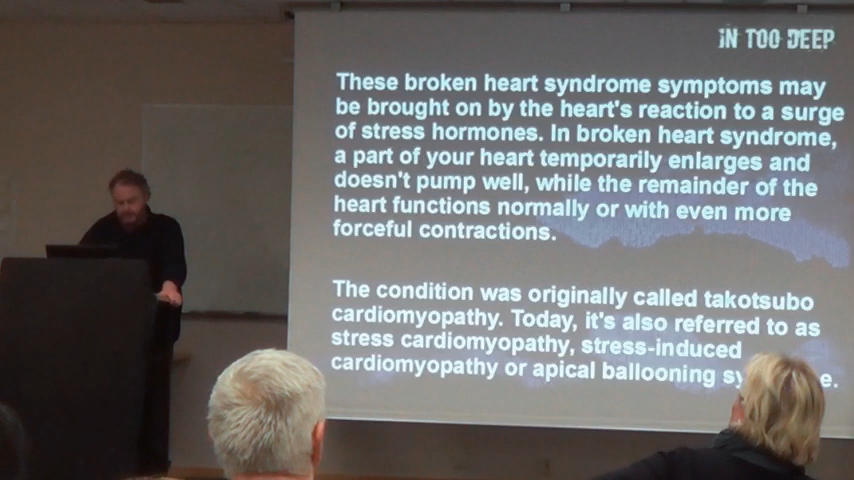 IN TOO DEEP
These broken heart syndrome symptoms may
be brought on by the heart's reaction to a surge
of stress hormones. In broken heart syndrome,
a part of your heart temporarily enlarges and
doesn't pump well, while the remainder of the
heart functions normally or with even more
forceful contractions.
The condition was originally called takotsubo
cardiomyopathy. Today, it's also referred to as
stress cardiomyopathy, stress-induced
cardiomyopathy or apical ballooning